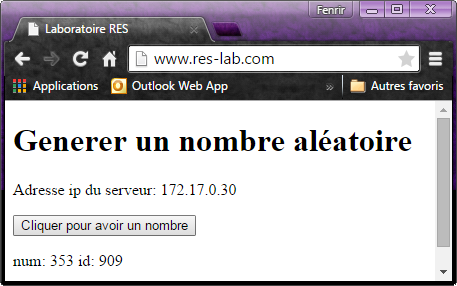 Fenrir
Laboratoire RES
www.res-lab.com
Applications Outlook Web App » Autres favoris
Generer un nombre aléatoire
Adresse ip du serveur: 172.17.0.30
Cliquer pour avoir un nombre
num: 353 id: 909